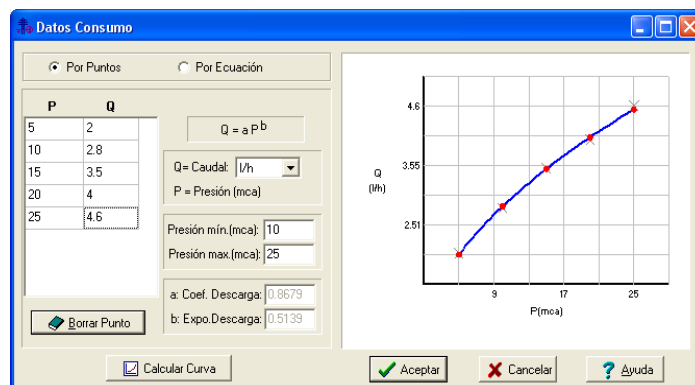 Datos Consumo
Por Puntos
Por Ecuación
P Q
5 2
10 2.8
15 3.5
20 4
25 4.6
Borrar Punto
Q = a P^b
Q= Caudal: l/h
P = Presión (mca)
Presión mín.(mca): 10
Presión max.(mca): 25
a: Coef. Descarga: 0.8679
b: Expo.Descarga: 0.5139
Calcular Curva
4.6
3.55
2.51
Q
(l/h)
9 17 25
P(mca)
Aceptar
Cancelar
Ayuda